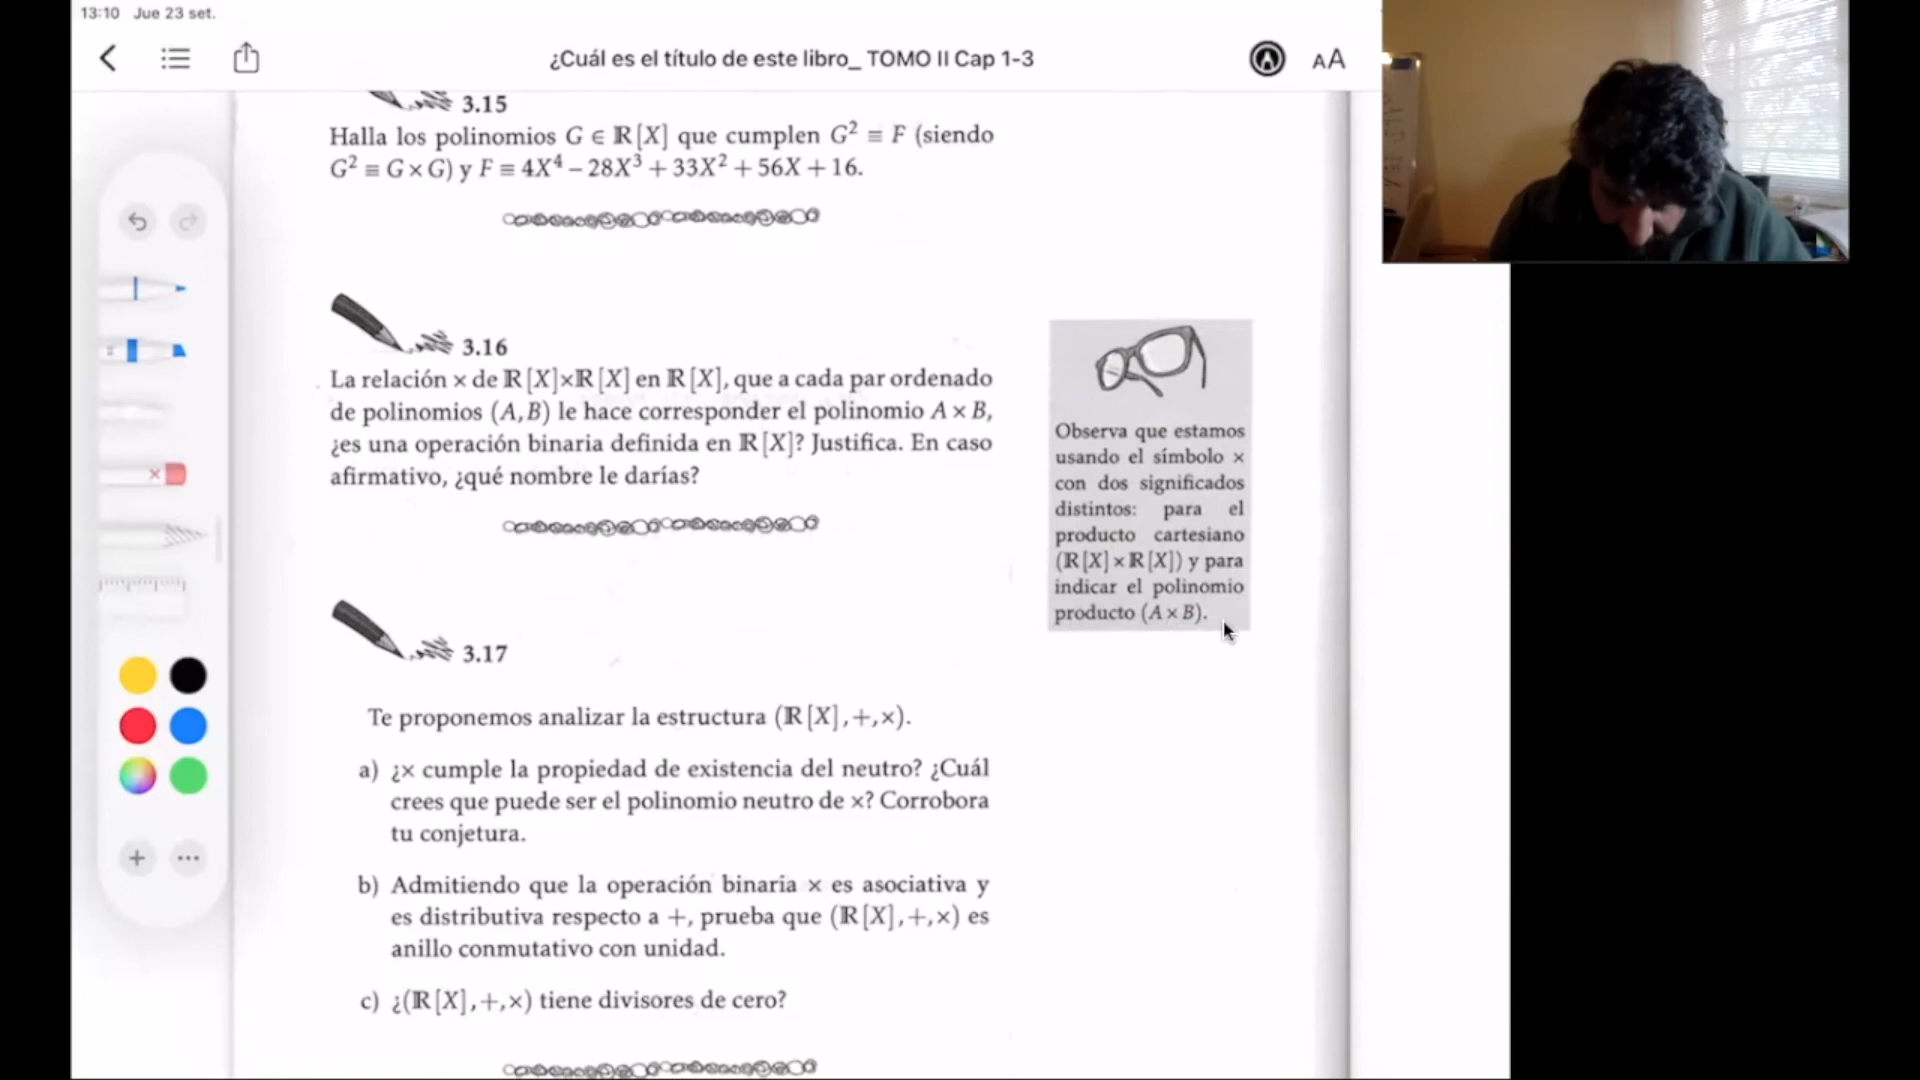 13:10 Jue 23 set.
¿Cuál es el título de este libro_ TOMO II Cap 1-3
AA
3.15
Halla los polinomios G ∈ ℝ[X] que cumplen G² ≡ F (siendo
G² ≡ G×G) y F ≡ 4X⁴ – 28X³ + 33X² + 56X + 16.
3.16
La relación × de ℝ[X]×ℝ[X] en ℝ[X], que a cada par ordenado
de polinomios (A,B) le hace corresponder el polinomio A × B,
¿es una operación binaria definida en ℝ[X]? Justifica. En caso
afirmativo, ¿qué nombre le darías?
Observa que estamos
usando el símbolo ×
con dos significados
distintos: para el
producto cartesiano
(ℝ[X]×ℝ[X]) y para
indicar el polinomio
producto (A×B).
3.17
Te proponemos analizar la estructura (ℝ[X],+,×).
a) ¿× cumple la propiedad de existencia del neutro? ¿Cuál
crees que puede ser el polinomio neutro de ×? Corrobora
tu conjetura.
b) Admitiendo que la operación binaria × es asociativa y
es distributiva respecto a +, prueba que (ℝ[X],+,×) es
anillo conmutativo con unidad.
c) ¿(ℝ[X],+,×) tiene divisores de cero?